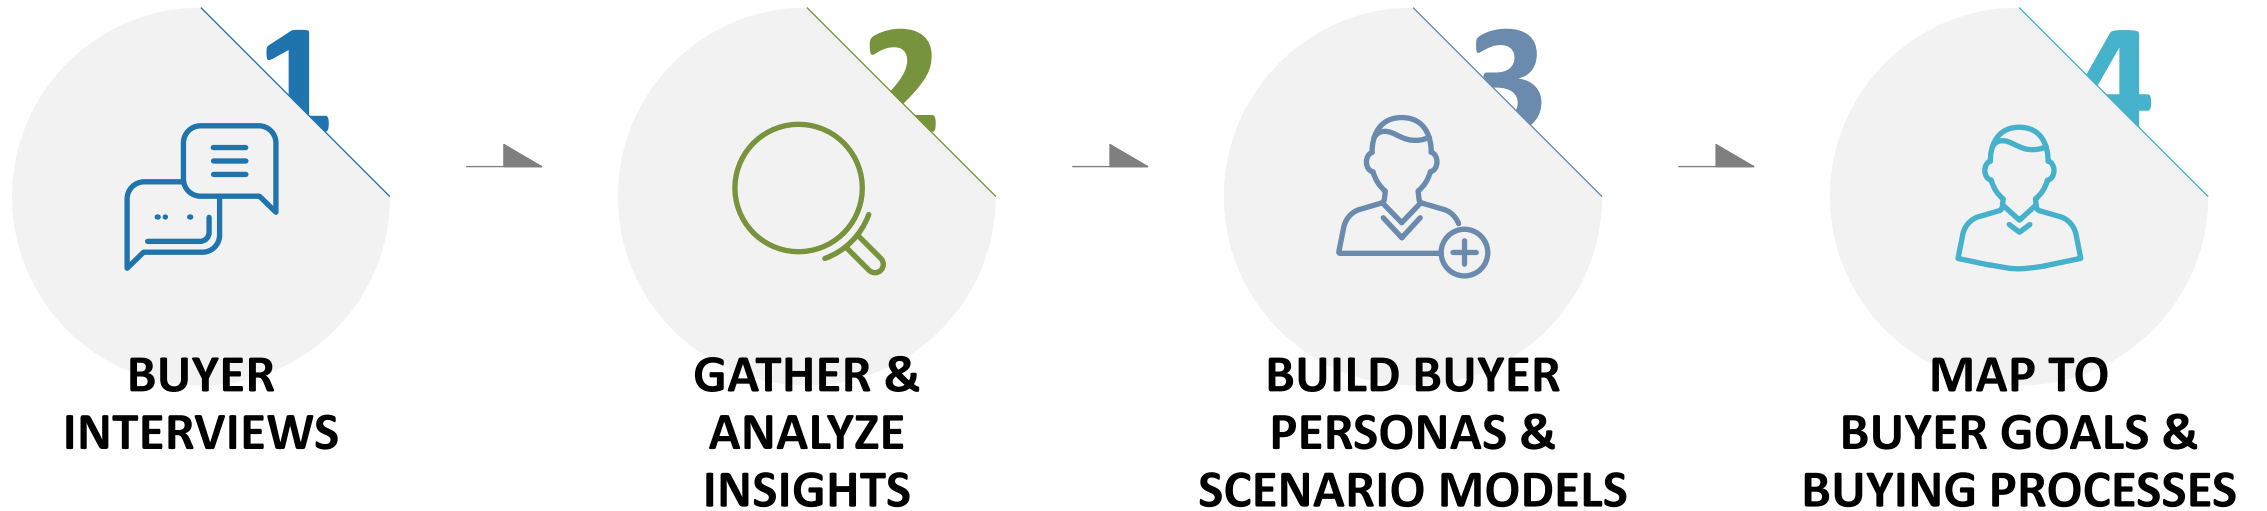 1
BUYER
INTERVIEWS
2
GATHER &
ANALYZE
INSIGHTS
3
BUILD BUYER
PERSONAS &
SCENARIO MODELS
4
MAP TO
BUYER GOALS &
BUYING PROCESSES